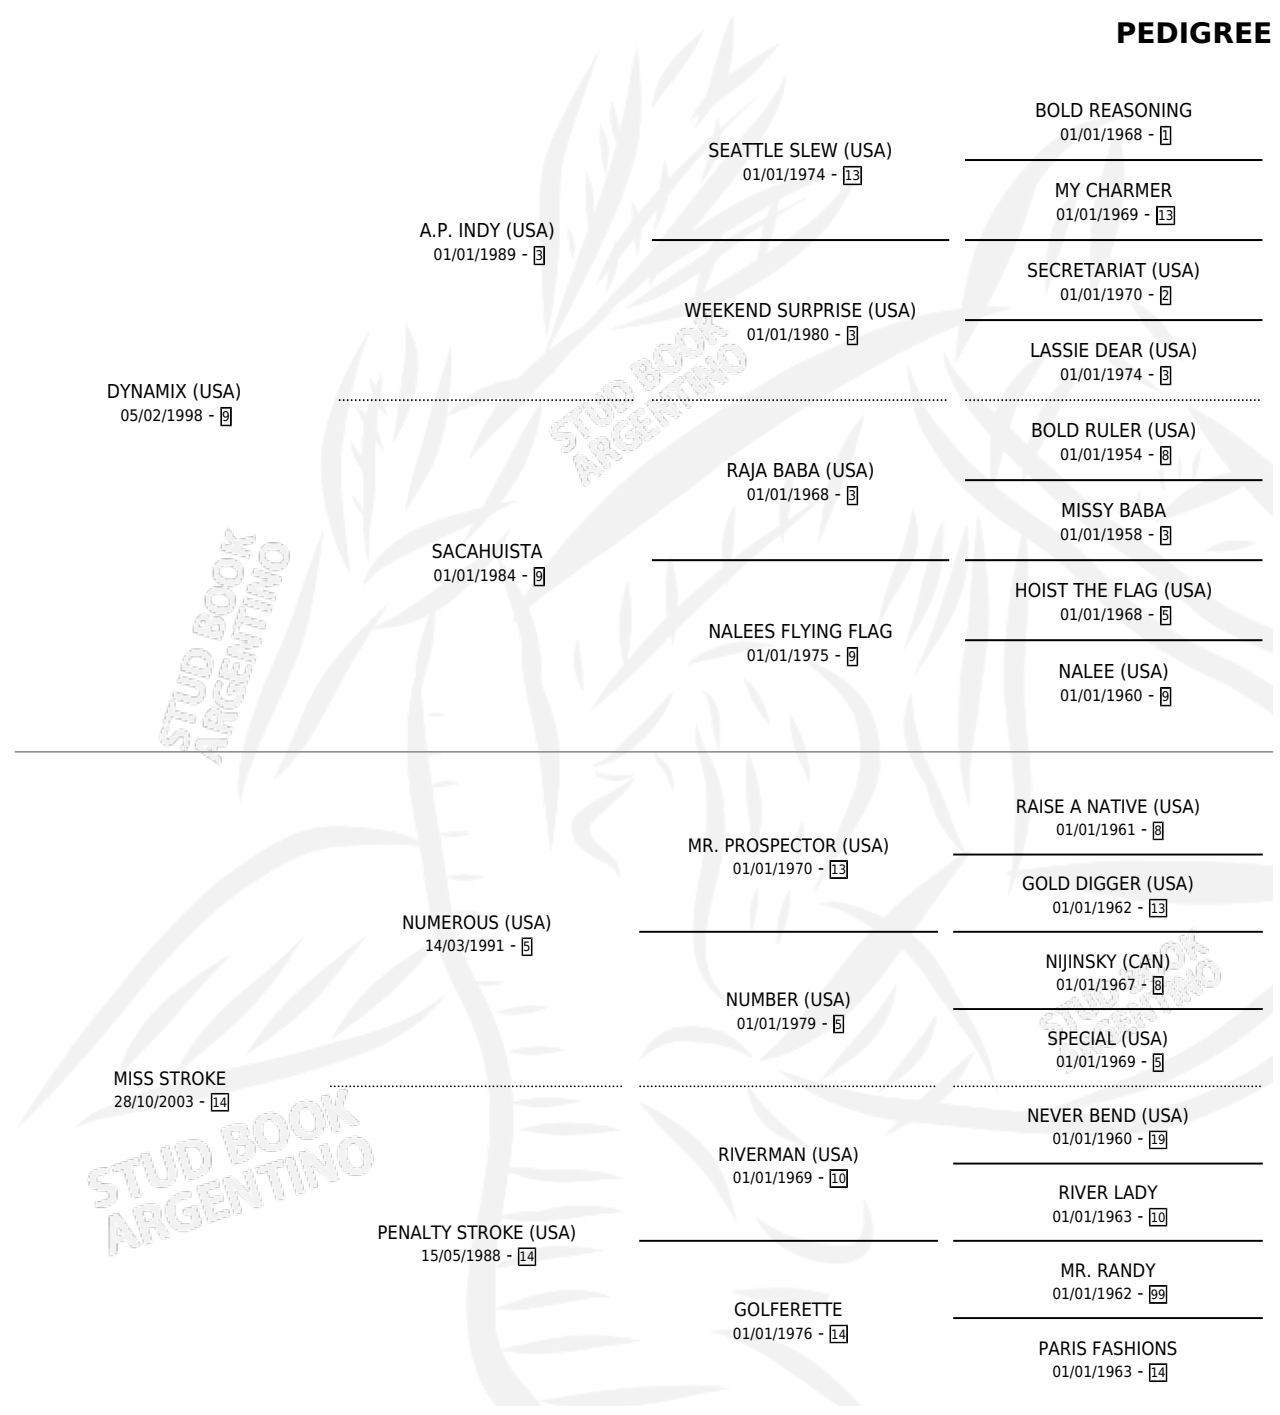 PEDIGREE
BOLD REASONING
01/01/1968 - 1
SEATTLE SLEW (USA)
01/01/1974 - 13
MY CHARMER
01/01/1969 - 13
A.P. INDY (USA)
01/01/1989 - 3
SECRETARIAT (USA)
01/01/1970 - 2
WEEKEND SURPRISE (USA)
01/01/1980 - 3
LASSIE DEAR (USA)
01/01/1974 - 3
DYNAMIX (USA)
05/02/1998 - 9
BOLD RULER (USA)
01/01/1954 - 8
RAJA BABA (USA)
01/01/1968 - 3
MISSY BABA
01/01/1958 - 3
SACAHUISTA
01/01/1984 - 9
HOIST THE FLAG (USA)
01/01/1968 - 5
NALEES FLYING FLAG
01/01/1975 - 9
NALEE (USA)
01/01/1960 - 9
RAISE A NATIVE (USA)
01/01/1961 - 8
MR. PROSPECTOR (USA)
01/01/1970 - 13
GOLD DIGGER (USA)
01/01/1962 - 13
NUMEROUS (USA)
14/03/1991 - 5
NIJINSKY (CAN)
01/01/1967 - 8
NUMBER (USA)
01/01/1979 - 5
SPECIAL (USA)
01/01/1969 - 5
MISS STROKE
28/10/2003 - 14
NEVER BEND (USA)
01/01/1960 - 19
RIVERMAN (USA)
01/01/1969 - 10
RIVER LADY
01/01/1963 - 10
PENALTY STROKE (USA)
15/05/1988 - 14
MR. RANDY
01/01/1962 - 99
GOLFERETTE
01/01/1976 - 14
PARIS FASHIONS
01/01/1963 - 14
STUD BOOK
ARGENTINO
STUD BOOK
ARGENTINO
STUD BOOK
ARGENTINO
STUD BOOK
ARGENTINO